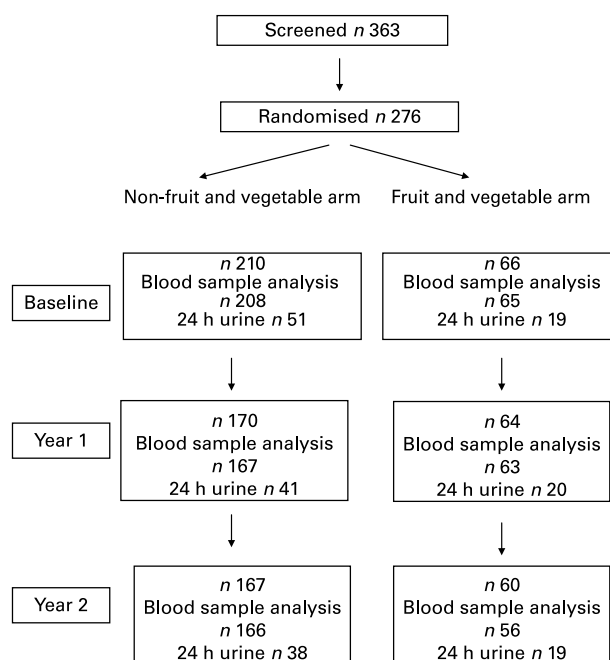 Screened n 363
Randomised n 276
Non-fruit and vegetable arm
Fruit and vegetable arm
Baseline
n 210
Blood sample analysis
n 208
24 h urine n 51
n 66
Blood sample analysis
n 65
24 h urine n 19
Year 1
n 170
Blood sample analysis
n 167
24 h urine n 41
n 64
Blood sample analysis
n 63
24 h urine n 20
Year 2
n 167
Blood sample analysis
n 166
24 h urine n 38
n 60
Blood sample analysis
n 56
24 h urine n 19